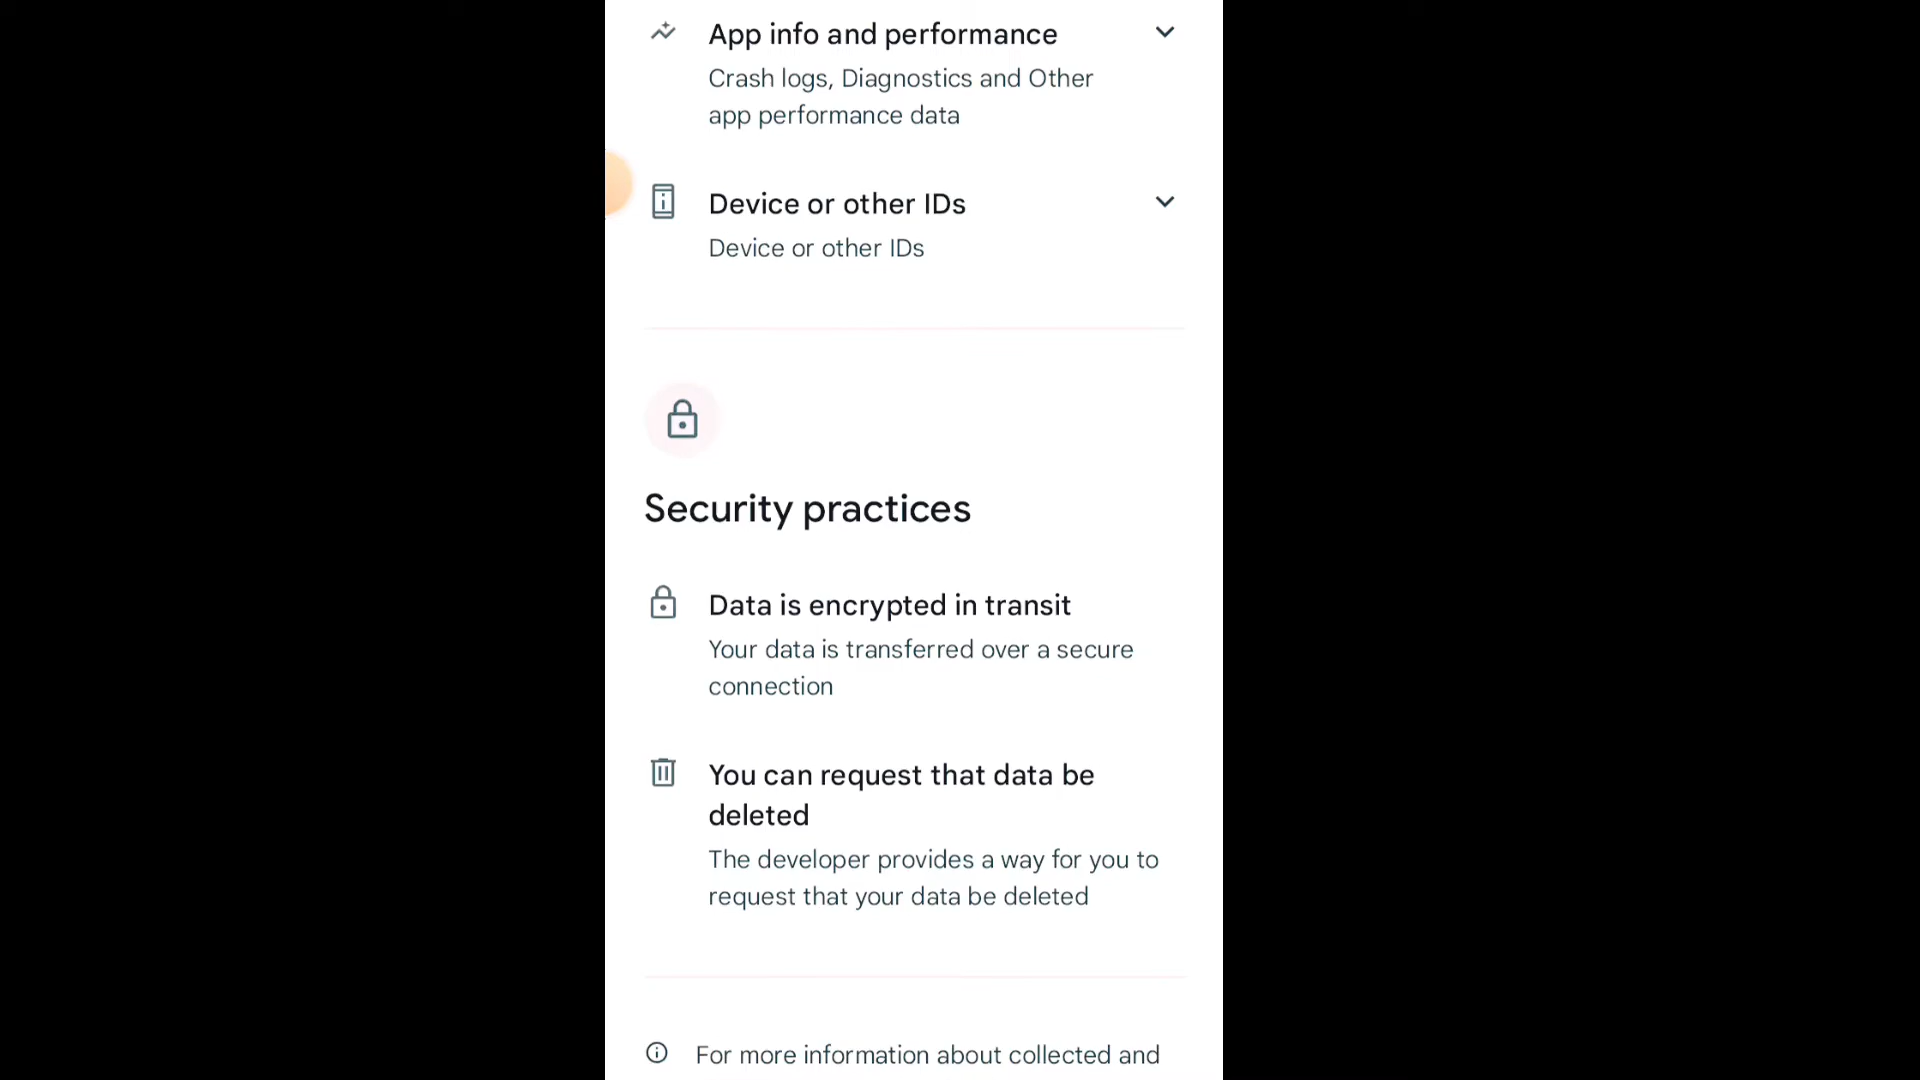 App info and performance
Crash logs, Diagnostics and Other
app performance data
Device or other IDs
Device or other IDs
Security practices
Data is encrypted in transit
Your data is transferred over a secure
connection
You can request that data be
deleted
The developer provides a way for you to
request that your data be deleted
For more information about collected and